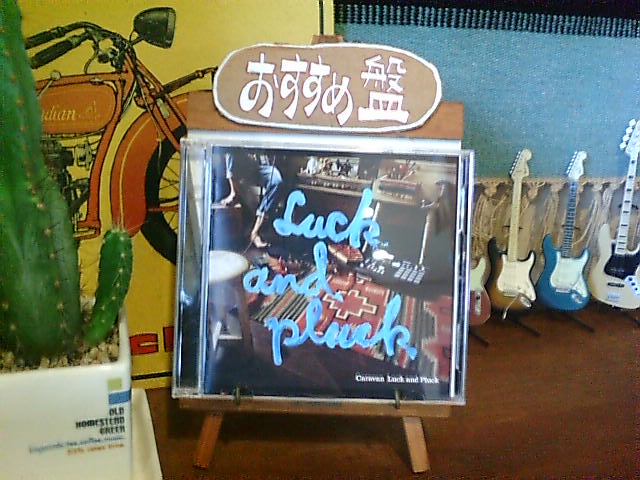 おすすめ盤
Indian
Luck
and
pluck.
Caravan Luck and Pluck
OLD
HOMESTEAD
GREEN